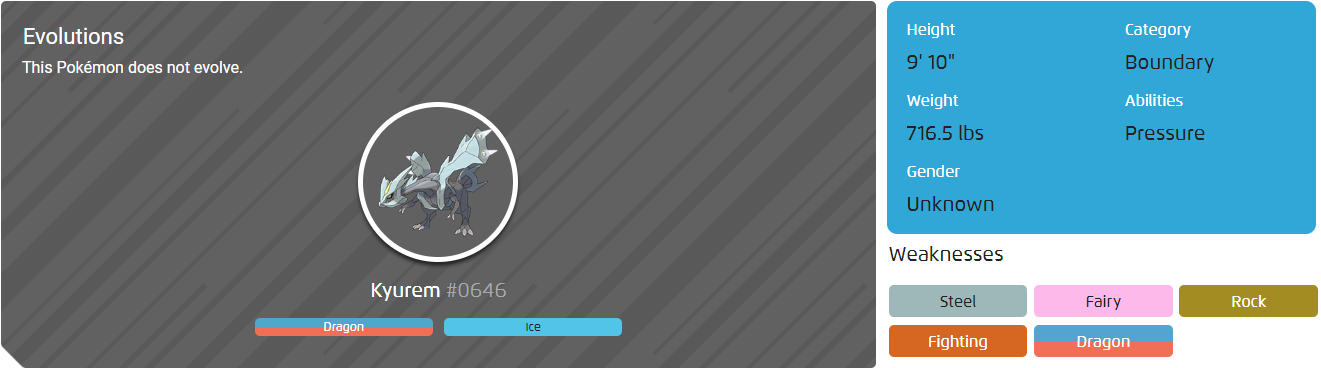 Evolutions
This Pokémon does not evolve.
Kyurem #0646
Dragon Ice
Height Category
9' 10" Boundary
Weight Abilities
716.5 lbs Pressure
Gender
Unknown
Weaknesses
Steel Fairy Rock
Fighting Dragon